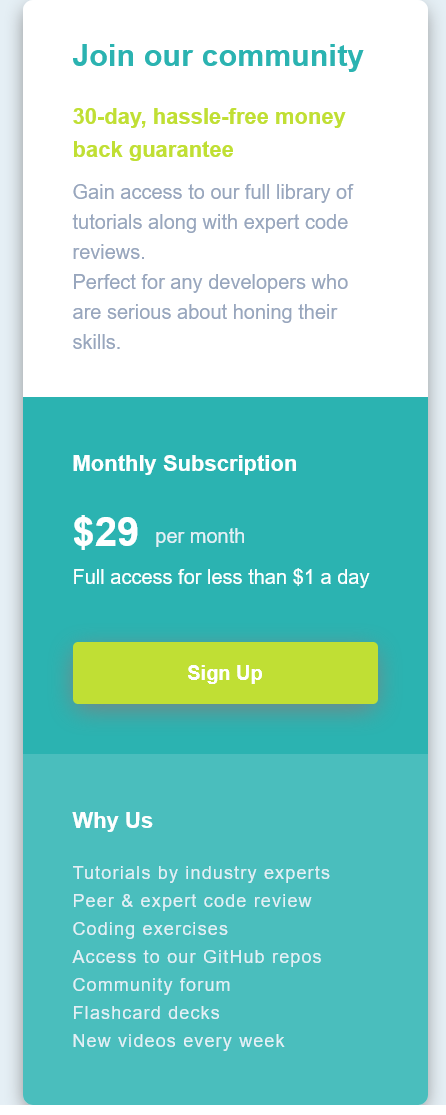 Join our community
30-day, hassle-free money
back guarantee
Gain access to our full library of
tutorials along with expert code
reviews.
Perfect for any developers who
are serious about honing their
skills.
Monthly Subscription
$29 per month
Full access for less than $1 a day
Sign Up
Why Us
Tutorials by industry experts
Peer & expert code review
Coding exercises
Access to our GitHub repos
Community forum
Flashcard decks
New videos every week